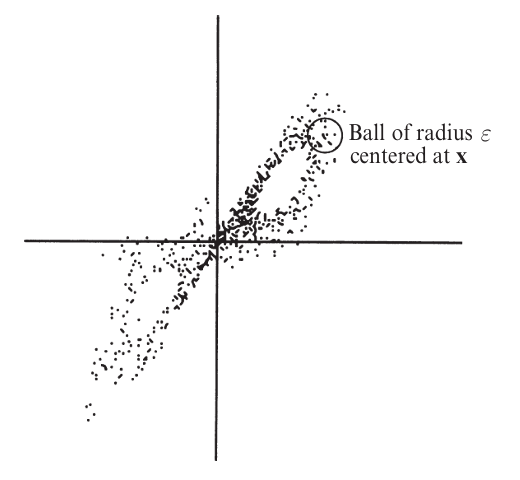 Ball of radius ε
centered at x